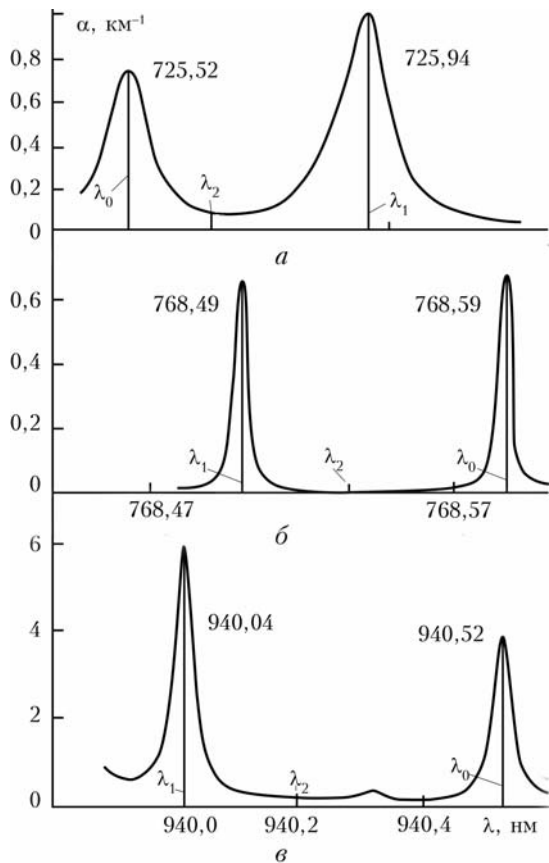 α, км⁻¹
725,52
725,94
0,8
0,6
0,4
0,2
0
λ₀
λ₂
λ₁
а
768,49
768,59
0,6
0,4
0,2
0
λ₁
λ₂
λ₀
768,47
768,57
б
6
940,04
940,52
4
2
0
λ₁
λ₂
λ₀
940,0
940,2
940,4
λ, нм
в